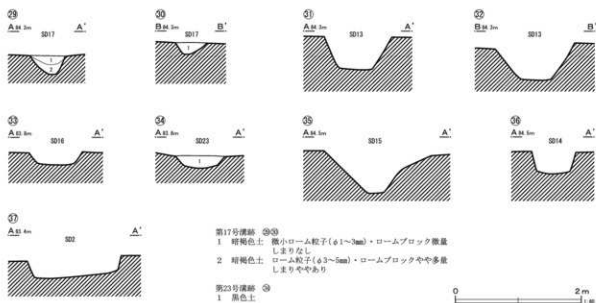 ㉙
A 84.3m A'
SD17
1
2
㉚
B 84.3m B'
SD17
1
㉛
A 84.3m A'
SD13
㉜
B 84.3m B'
SD13
㉝
A 83.8m A'
SD16
㉞
A 83.8m A'
SD23
1
㉟
A 84.5m A'
SD15
㊱
A 84.5m A'
SD14
㊲
A 83.4m A'
SD2
第17号溝跡 ㉙㉚
1 暗褐色土 微小ローム粒子(φ1~3㎜)・ロームブロック微量
しまりなし
2 暗褐色土 ローム粒子(φ3~5㎜)・ロームブロックやや多量
しまりややあり
第23号溝跡
1 黒色土
0 2 m